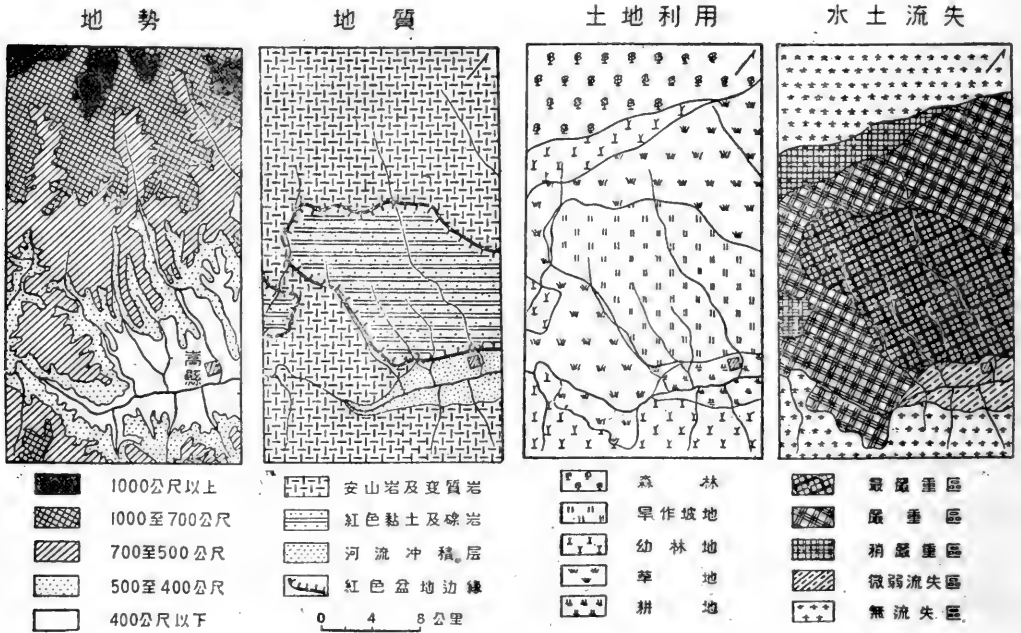 地勢
地質
土地利用
水土流失
嵩縣
1000公尺以上
1000至700公尺
700至500公尺
500至400公尺
400公尺以下
安山岩及变質岩
紅色黏土及礫岩
河流冲積层
紅色盆地边緣
0 4 8公里
森林
旱作坡地
幼林地
草地
耕地
最嚴重區
嚴重區
稍嚴重區
微弱流失區
無流失區